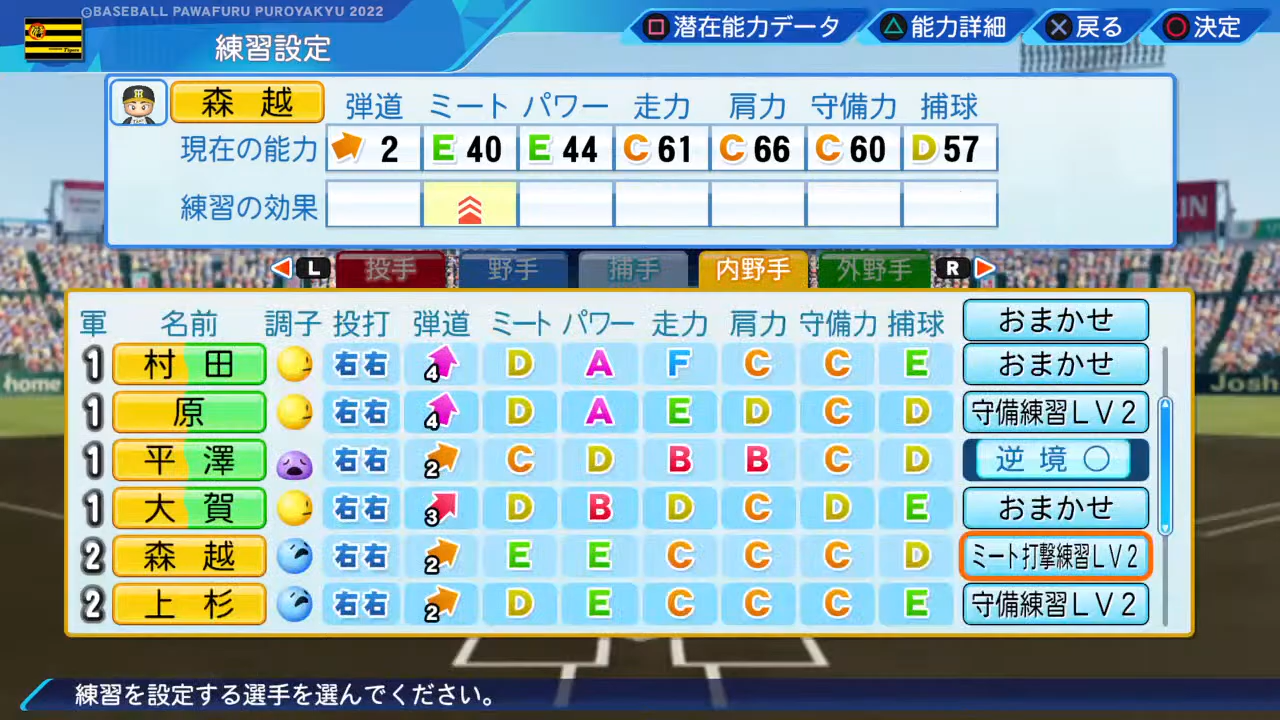 ©BASEBALL PAWAFURU PUROYAKYU 2022
練習設定
潜在能力データ 能力詳細 戻る 決定
森 越 弾道 ミート パワー 走力 肩力 守備力 捕球
現在の能力 2 E 40 E 44 C 61 C 66 C 60 D 57
練習の効果
L 投手 野手 捕手 内野手 外野手 R
軍 名前 調子 投打 弾道 ミート パワー 走力 肩力 守備力 捕球 おまかせ
1 村 田 右右 4 D A F C C E おまかせ
1 原 右右 4 D A E D C D 守備練習LV2
1 平 澤 右右 2 C D B B C D 逆 境 ○
1 大 賀 右右 3 D B D C D E おまかせ
2 森 越 右右 2 E E C C C D ミート打撃練習LV2
2 上 杉 右右 2 D E C C C E 守備練習LV2
home
Josh
練習を設定する選手を選んでください。